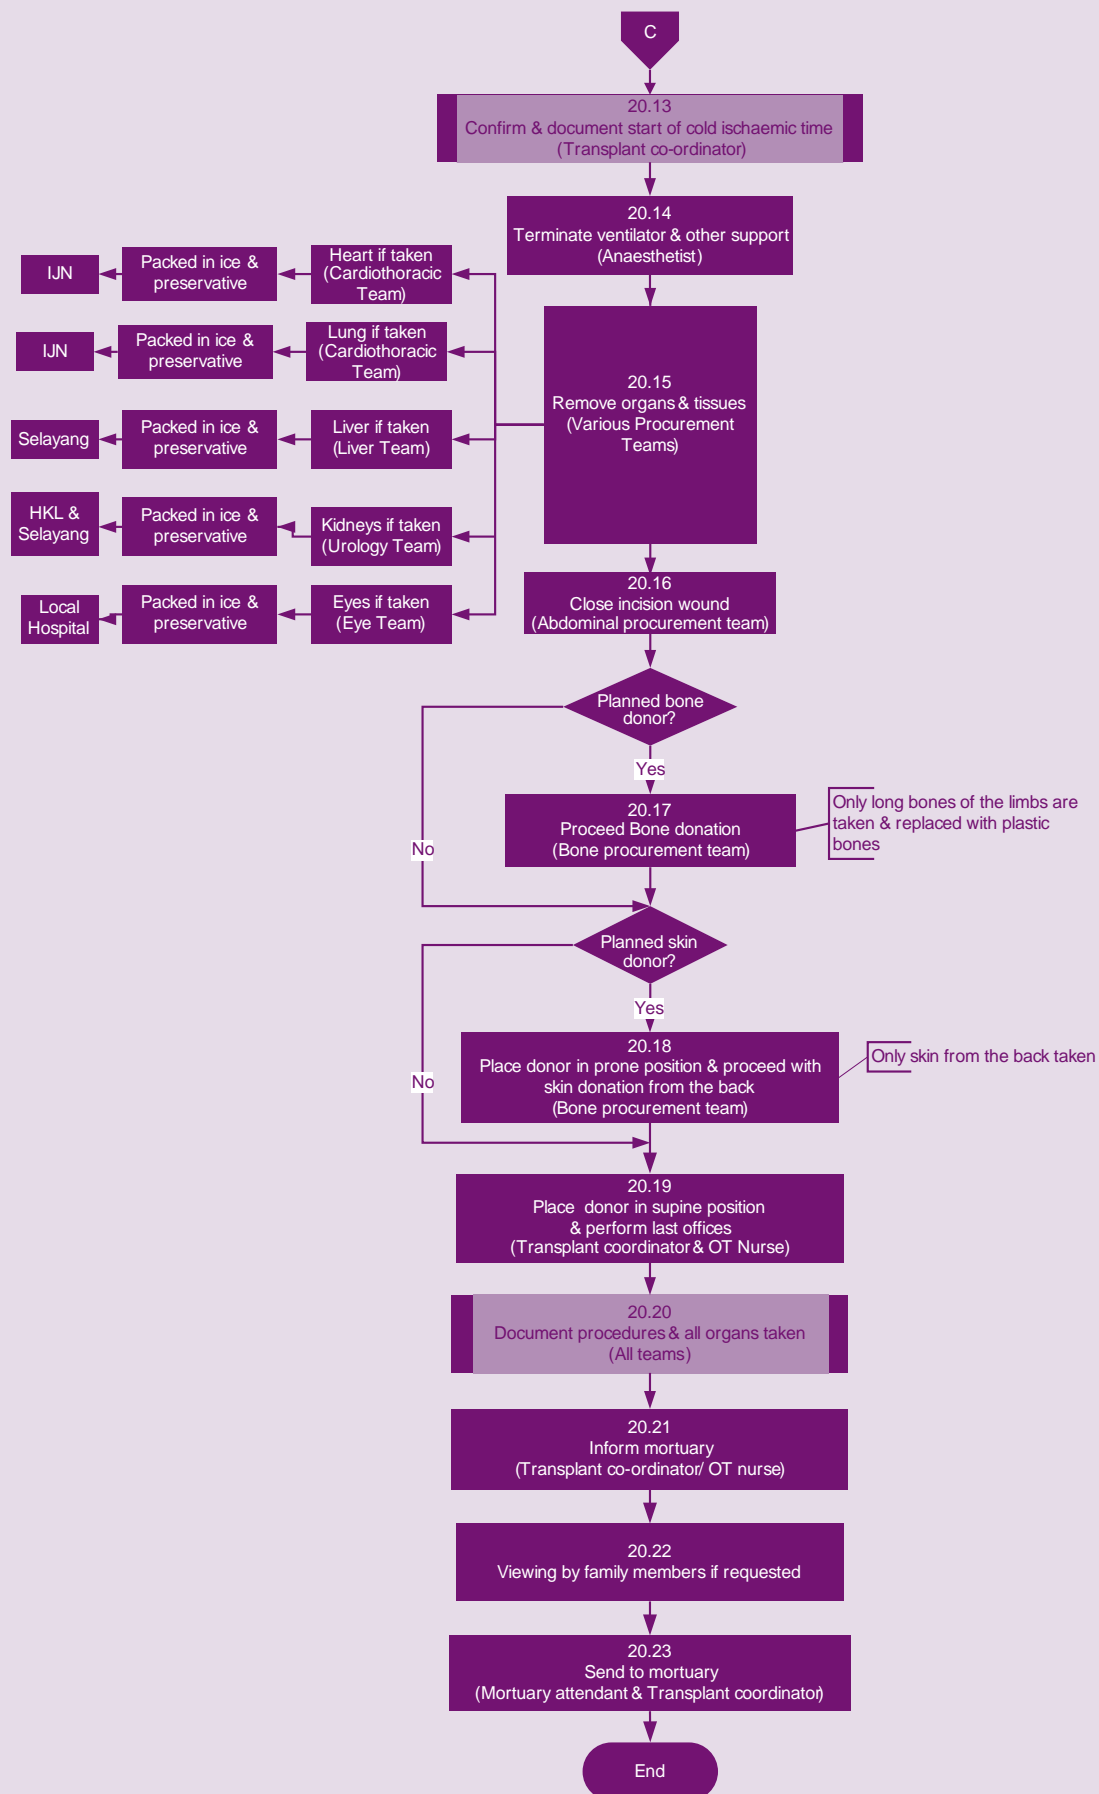 C
20.13
Confirm & document start of cold ischaemic time
(Transplant co-ordinator)
20.14
Terminate ventilator & other support
(Anaesthetist)
Heart if taken
(Cardiothoracic
Team)
Packed in ice &
preservative
IJN
Lung if taken
(Cardiothoracic
Team)
Packed in ice &
preservative
IJN
20.15
Remove organs & tissues
(Various Procurement
Teams)
Liver if taken
(Liver Team)
Packed in ice &
preservative
Selayang
Kidneys if taken
(Urology Team)
Packed in ice &
preservative
HKL &
Selayang
Eyes if taken
(Eye Team)
Packed in ice &
preservative
Local
Hospital
20.16
Close incision wound
(Abdominal procurement team)
Planned bone
donor?
Yes
No
20.17
Proceed Bone donation
(Bone procurement team)
Only long bones of the limbs are
taken & replaced with plastic
bones
Planned skin
donor?
Yes
No
20.18
Place donor in prone position & proceed with
skin donation from the back
(Bone procurement team)
Only skin from the back taken
20.19
Place donor in supine position
& perform last offices
(Transplant coordinator & OT Nurse)
20.20
Document procedures & all organs taken
(All teams)
20.21
Inform mortuary
(Transplant co-ordinator/ OT nurse)
20.22
Viewing by family members if requested
20.23
Send to mortuary
(Mortuary attendant & Transplant coordinator)
End